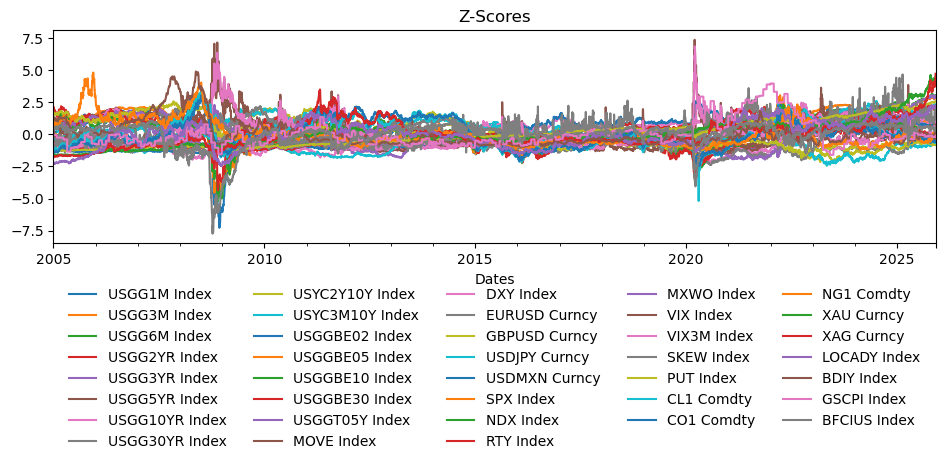 Z-Scores
7.5
5.0
2.5
0.0
−2.5
−5.0
−7.5
2005 2010 2015 2020 2025
Dates
USGG1M Index USYC2Y10Y Index DXY Index MXWO Index NG1 Comdty
USGG3M Index USYC3M10Y Index EURUSD Curncy VIX Index XAU Curncy
USGG6M Index USGGBE02 Index GBPUSD Curncy VIX3M Index XAG Curncy
USGG2YR Index USGGBE05 Index USDJPY Curncy SKEW Index LOCADY Index
USGG3YR Index USGGBE10 Index USDMXN Curncy PUT Index BDIY Index
USGG5YR Index USGGBE30 Index SPX Index CL1 Comdty GSCPI Index
USGG10YR Index USGGT05Y Index NDX Index CO1 Comdty BFCIUS Index
USGG30YR Index MOVE Index RTY Index